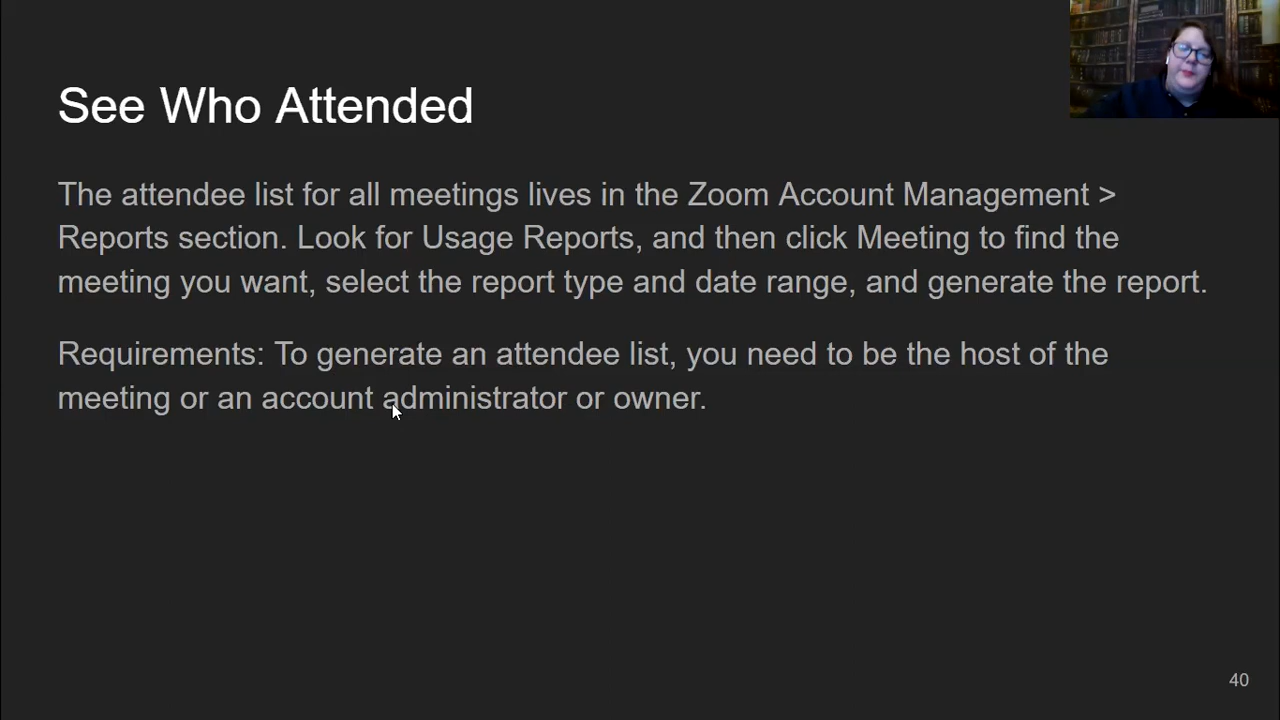 See Who Attended
The attendee list for all meetings lives in the Zoom Account Management >
Reports section. Look for Usage Reports, and then click Meeting to find the
meeting you want, select the report type and date range, and generate the report.
Requirements: To generate an attendee list, you need to be the host of the
meeting or an account administrator or owner.
40